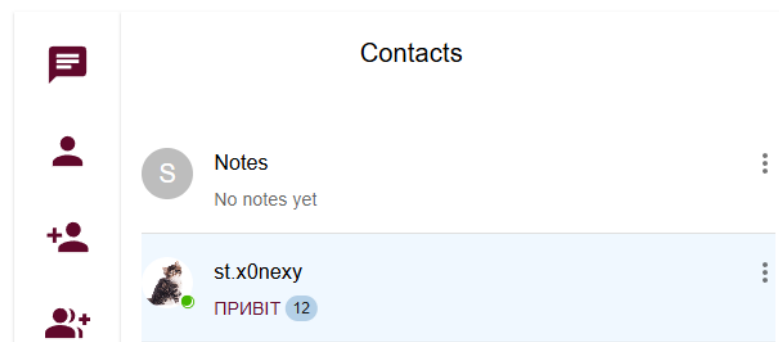 Contacts
S
Notes
No notes yet
st.x0nexy
ПРИВІТ 12